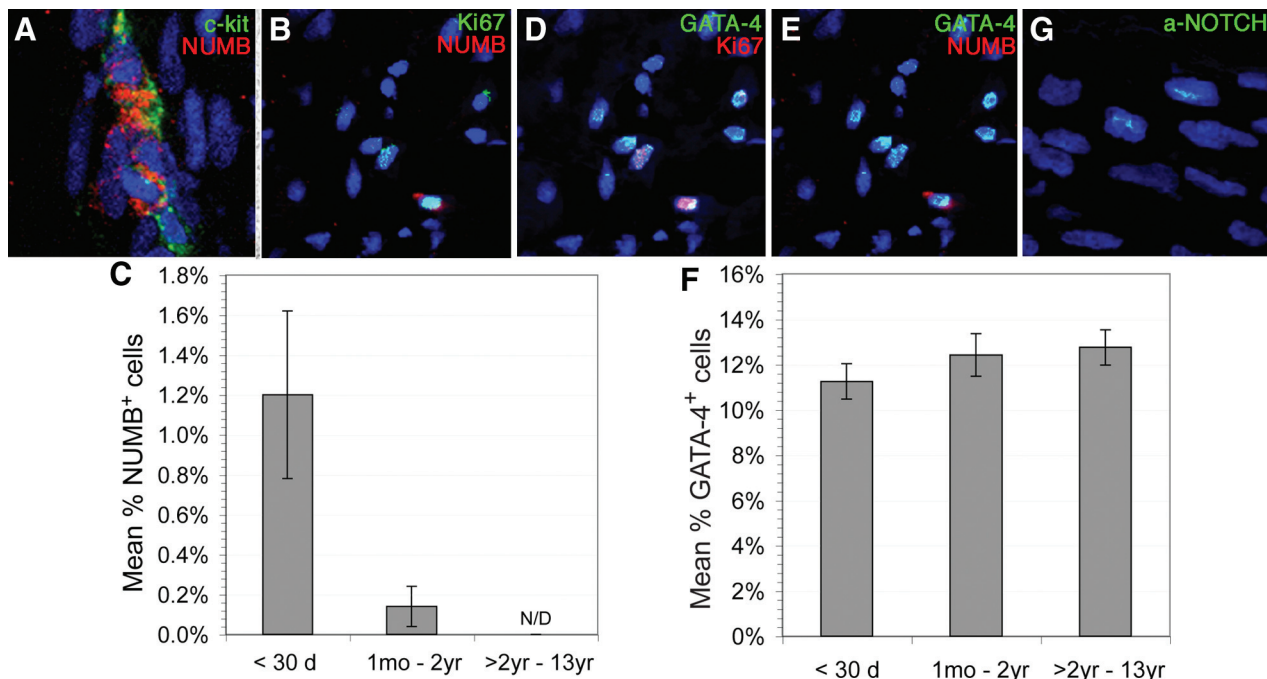 A
c-kit
NUMB
B
Ki67
NUMB
D
GATA-4
Ki67
E
GATA-4
NUMB
G
a-NOTCH
C
Mean % NUMB+ cells
1.8%
1.6%
1.4%
1.2%
1.0%
0.8%
0.6%
0.4%
0.2%
0.0%
N/D
< 30 d
1mo - 2yr
>2yr - 13yr
F
Mean % GATA-4+ cells
16%
14%
12%
10%
8%
6%
4%
2%
0%
< 30 d
1mo - 2yr
>2yr - 13yr